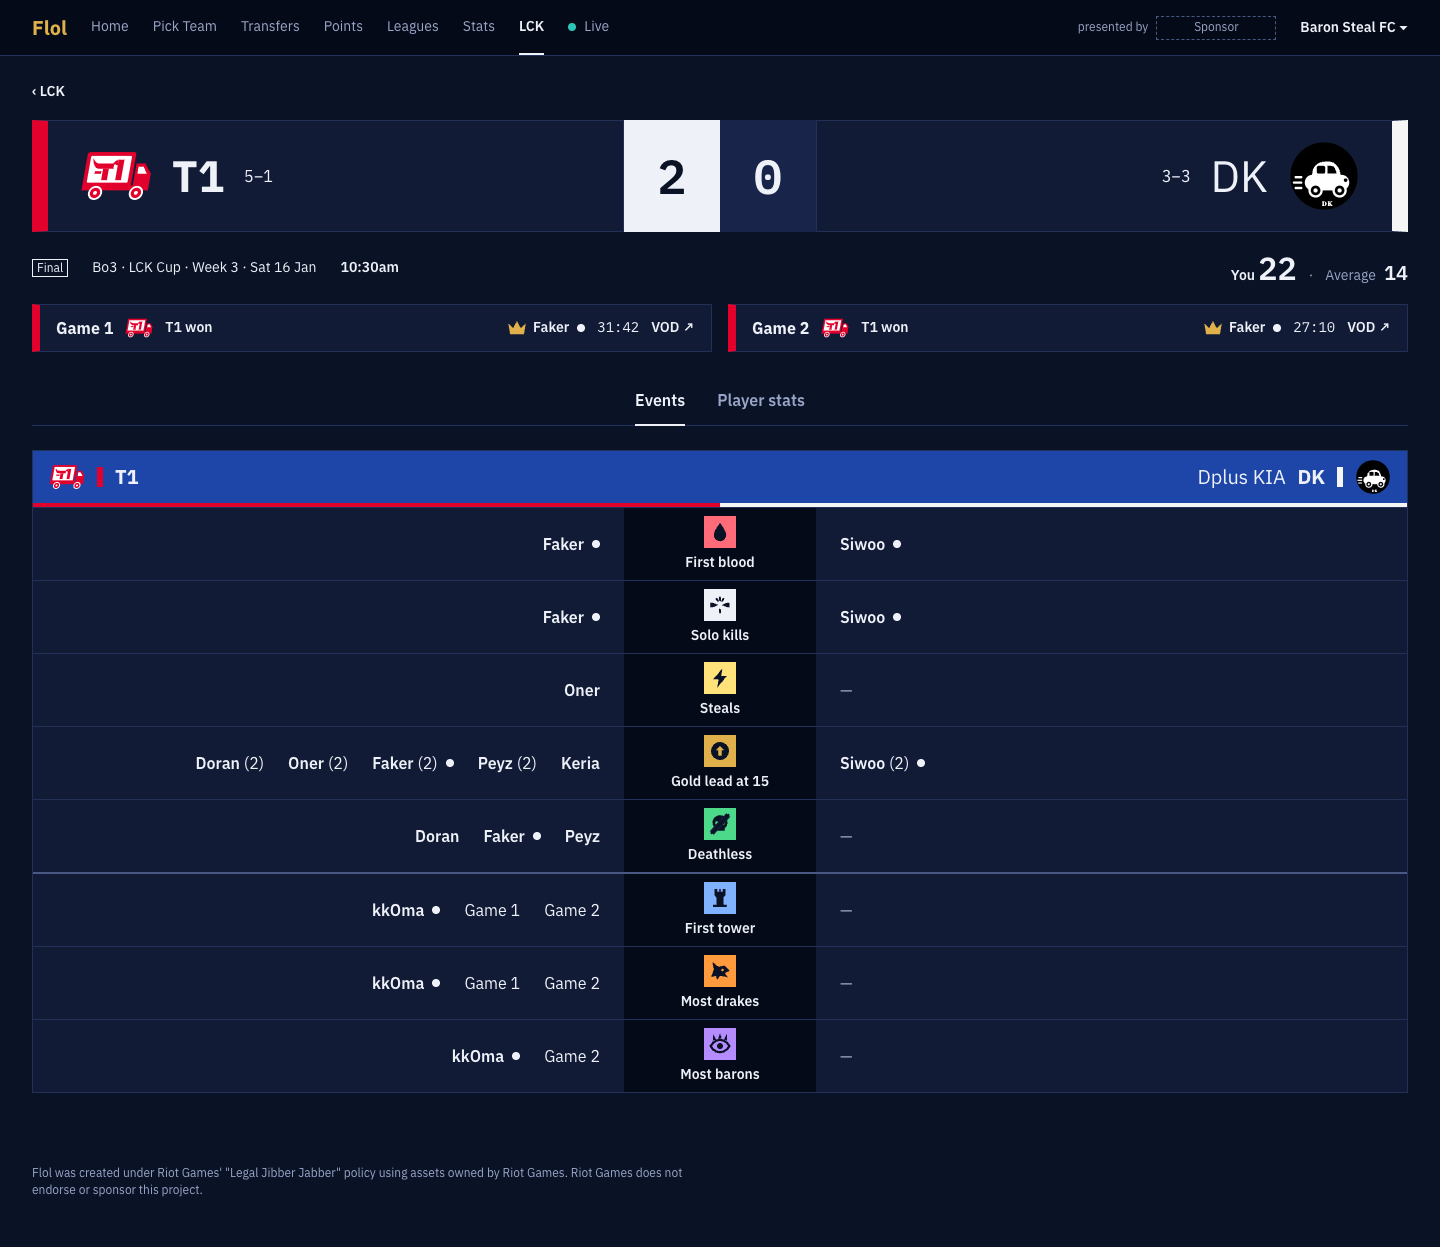 Flol Home Pick Team Transfers Points Leagues Stats LCK Live presented by Sponsor Baron Steal FC
‹ LCK
T1 T1 5–1 2 0 3–3 DK DK
Final Bo3 · LCK Cup · Week 3 · Sat 16 Jan 10:30am You 22 · Average 14
Game 1 T1 T1 won Faker 31:42 VOD ↗ Game 2 T1 T1 won Faker 27:10 VOD ↗
Events Player stats
T1 T1 Dplus KIA DK DK
Faker First blood Siwoo
Faker Solo kills Siwoo
Oner Steals —
Doran (2) Oner (2) Faker (2) Peyz (2) Keria Gold lead at 15 Siwoo (2)
Doran Faker Peyz Deathless —
kkOma Game 1 Game 2 First tower —
kkOma Game 1 Game 2 Most drakes —
kkOma Game 2 Most barons —
Flol was created under Riot Games' "Legal Jibber Jabber" policy using assets owned by Riot Games. Riot Games does not
endorse or sponsor this project.